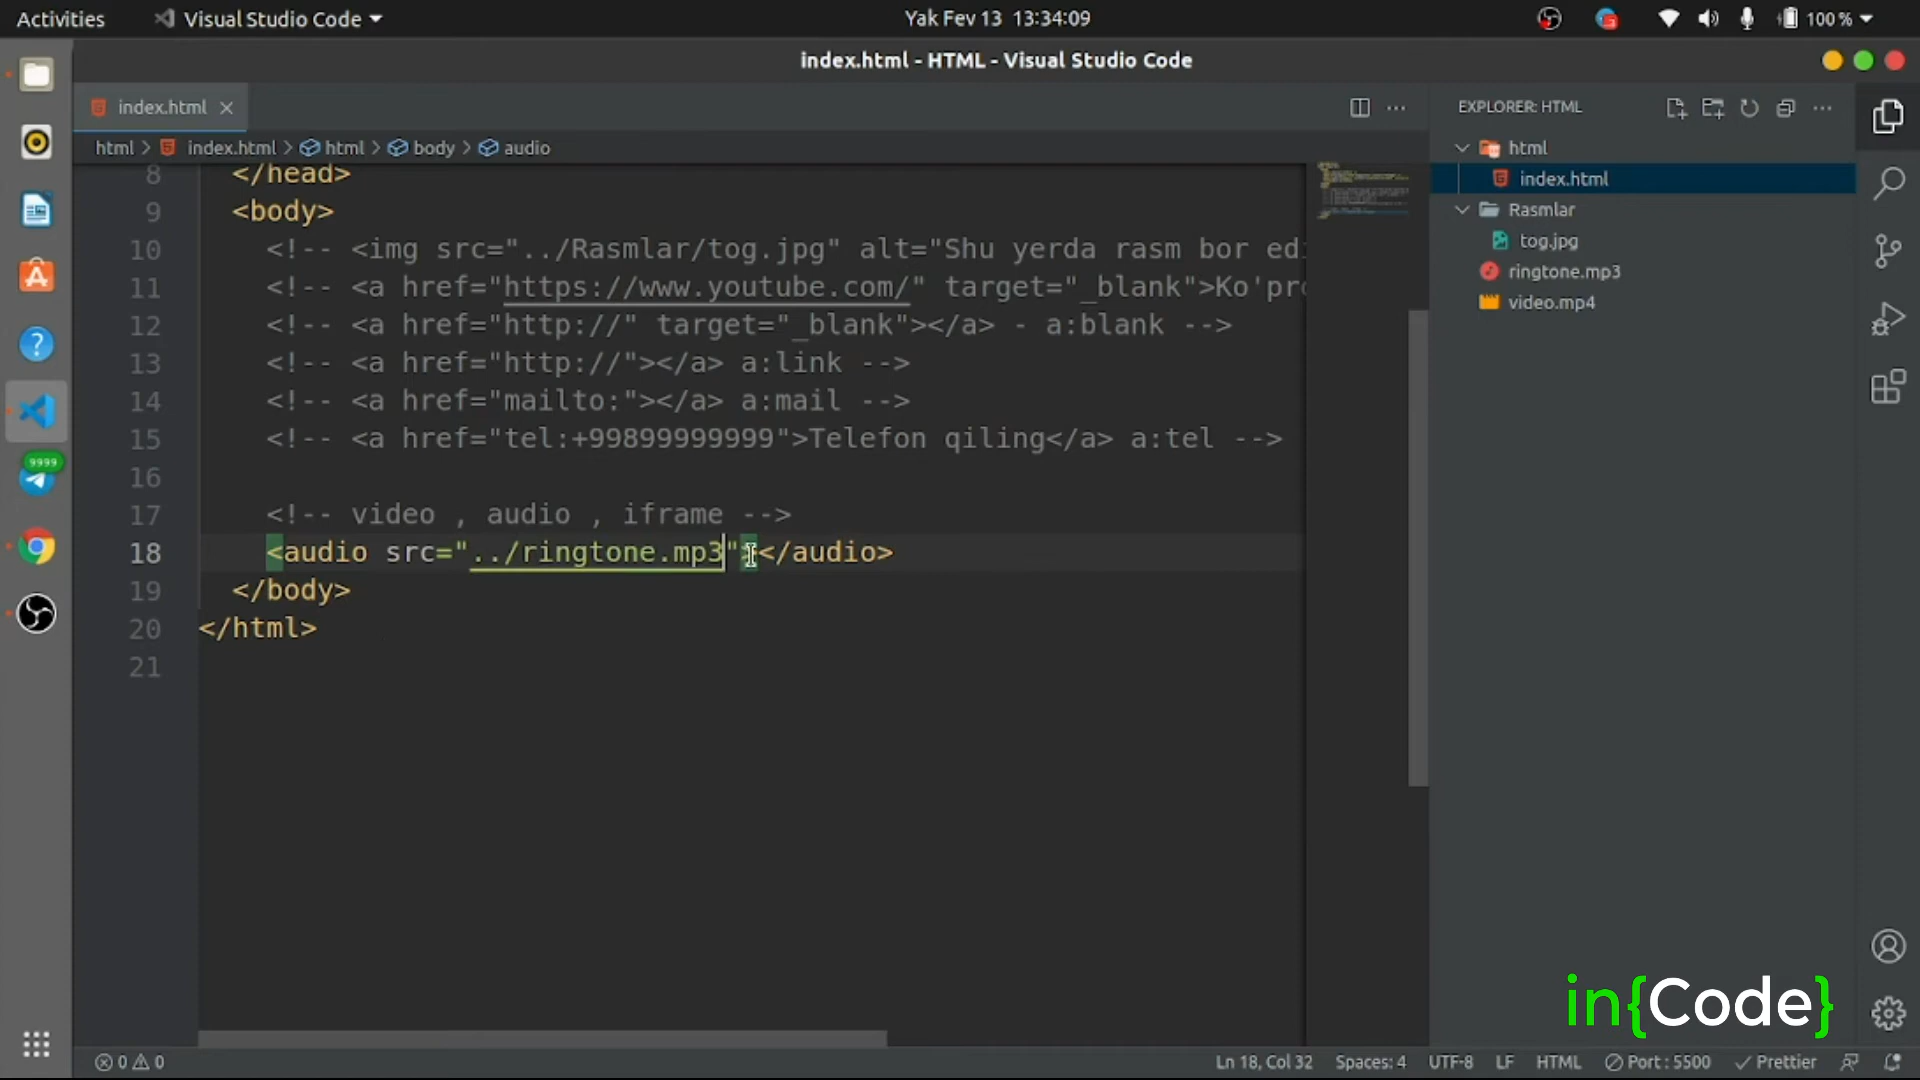 Activities
Visual Studio Code
Yak Fev 13 13:34:09
100 %
index.html - HTML - Visual Studio Code
index.html
EXPLORER: HTML
html > index.html > html > body > audio
html
index.html
Rasmlar
tog.jpg
ringtone.mp3
video.mp4
8 </head>
9 <body>
10 <!-- <img src="../Rasmlar/tog.jpg" alt="Shu yerda rasm bor edi
11 <!-- <a href="https://www.youtube.com/" target="_blank">Ko'pro
12 <!-- <a href="http://" target="_blank"></a> - a:blank -->
13 <!-- <a href="http://"></a> a:link -->
14 <!-- <a href="mailto:"></a> a:mail -->
15 <!-- <a href="tel:+99899999999">Telefon qiling</a> a:tel -->
16
17 <!-- video , audio , iframe -->
18 <audio src="../ringtone.mp3"></audio>
19 </body>
20 </html>
21
9999
in{Code}
0 0
Ln 18, Col 32
Spaces: 4
UTF-8
LF
HTML
Port : 5500
Prettier